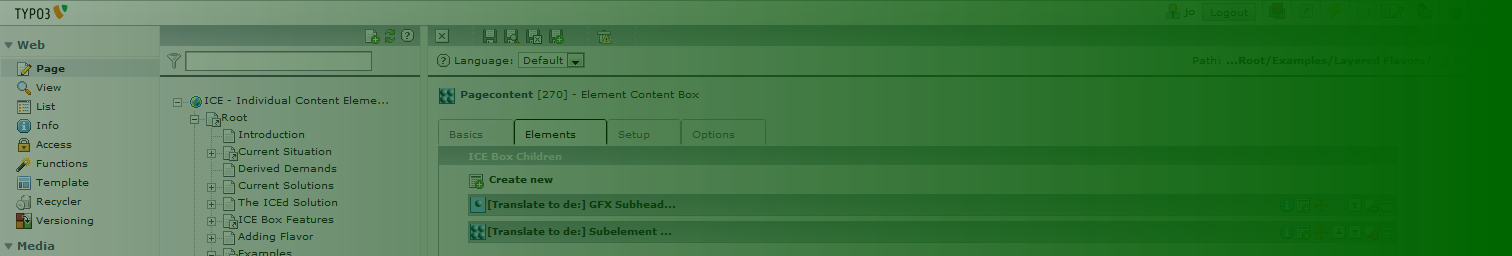 TYPO3
jo Logout
Web
Page
View
List
Info
Access
Functions
Template
Recycler
Versioning
Media
ICE - Individual Content Eleme...
Root
Introduction
Current Situation
Derived Demands
Current Solutions
The ICEd Solution
ICE Box Features
Adding Flavor
Examples
Language: Default
Path: ...Root/Examples/Layered Flavors/
Pagecontent [270] - Element Content Box
Basics Elements Setup Options
ICE Box Children
Create new
[Translate to de:] GFX Subhead...
[Translate to de:] Subelement ...